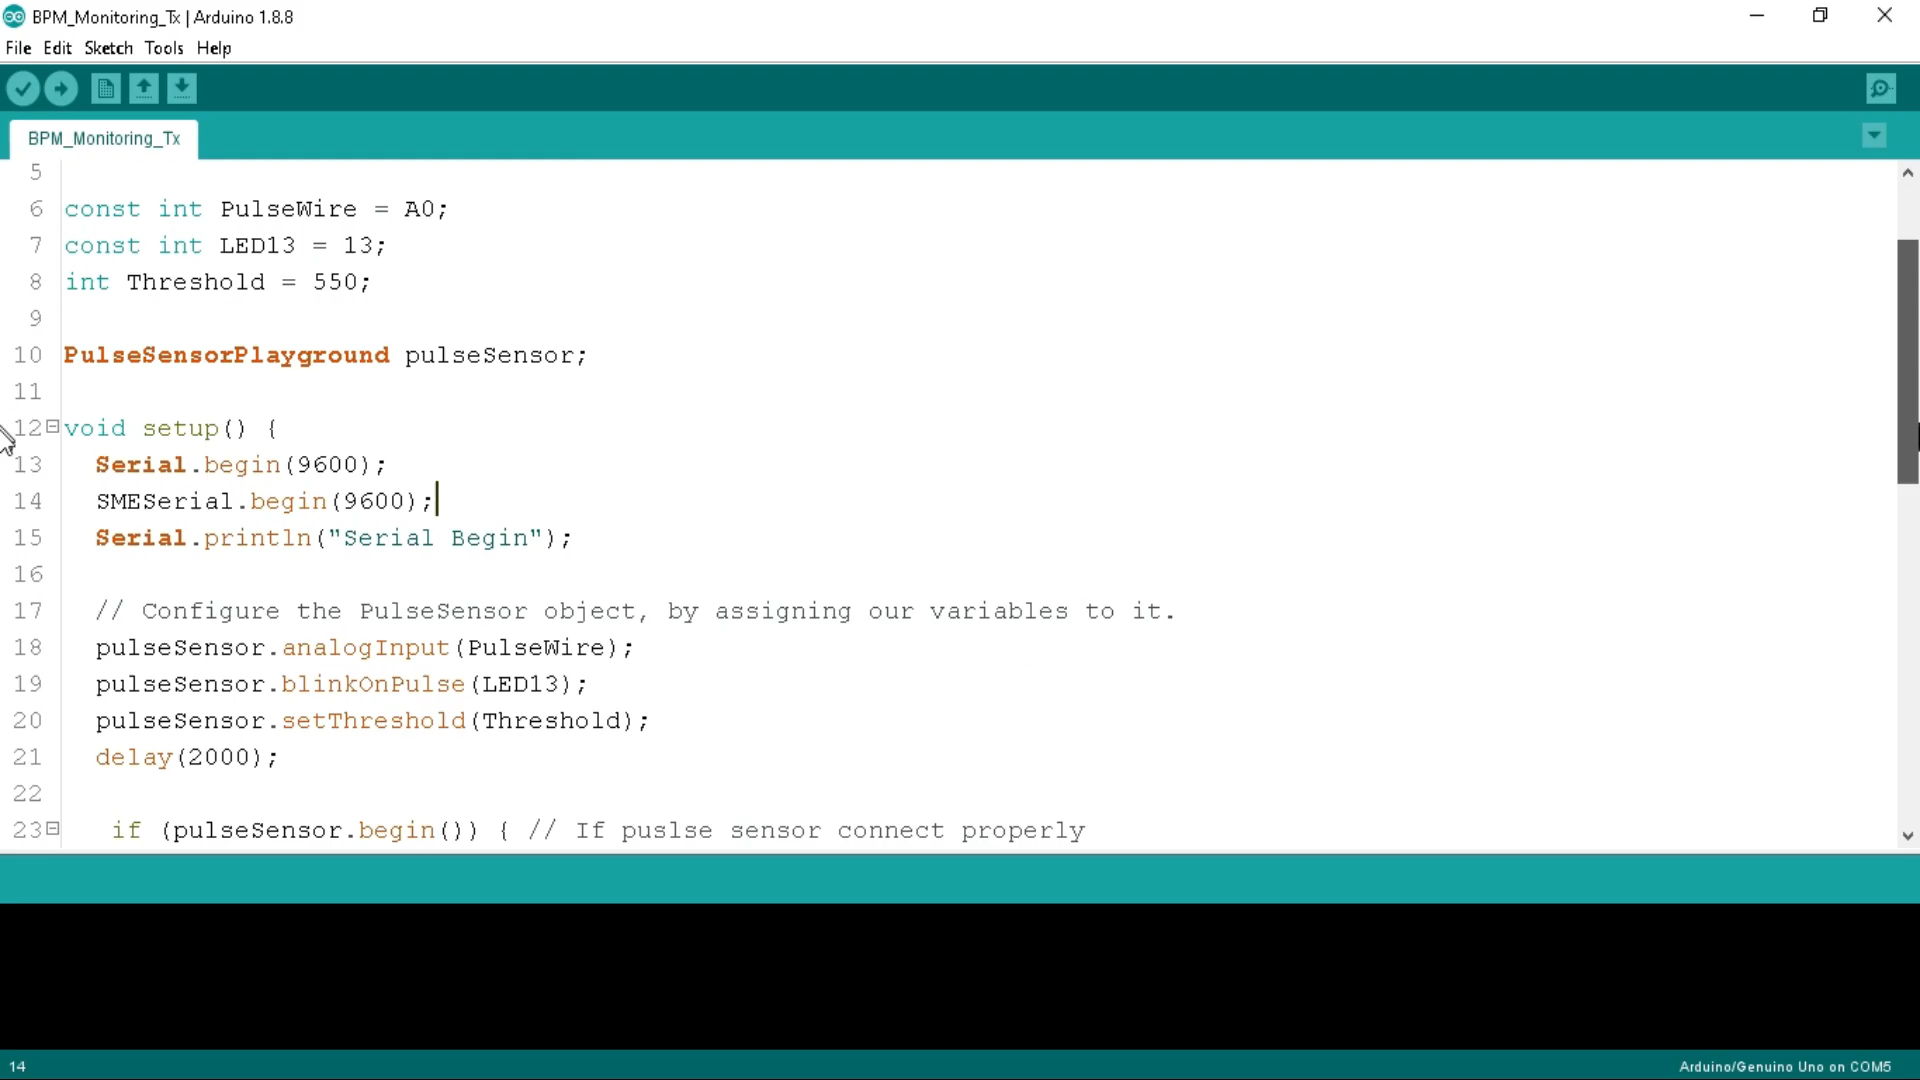 BPM_Monitoring_Tx | Arduino 1.8.8
File Edit Sketch Tools Help
BPM_Monitoring_Tx
5
6 const int PulseWire = A0;
7 const int LED13 = 13;
8 int Threshold = 550;
9
10 PulseSensorPlayground pulseSensor;
11
12 void setup() {
13 Serial.begin(9600);
14 SMESerial.begin(9600);
15 Serial.println("Serial Begin");
16
17 // Configure the PulseSensor object, by assigning our variables to it.
18 pulseSensor.analogInput(PulseWire);
19 pulseSensor.blinkOnPulse(LED13);
20 pulseSensor.setThreshold(Threshold);
21 delay(2000);
22
23 if (pulseSensor.begin()) { // If puslse sensor connect properly
14 Arduino/Genuino Uno on COM5